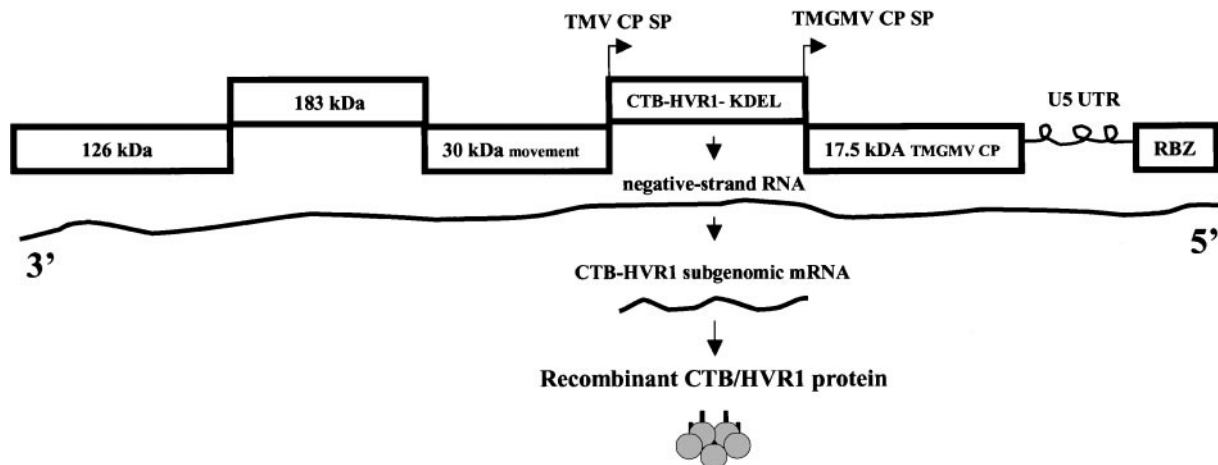 TMV CP SP
TMGMV CP SP
183 kDa
CTB-HVR1- KDEL
U5 UTR
126 kDa
30 kDa movement
17.5 kDA TMGMV CP
RBZ
negative-strand RNA
3’
5’
CTB-HVR1 subgenomic mRNA
Recombinant CTB/HVR1 protein